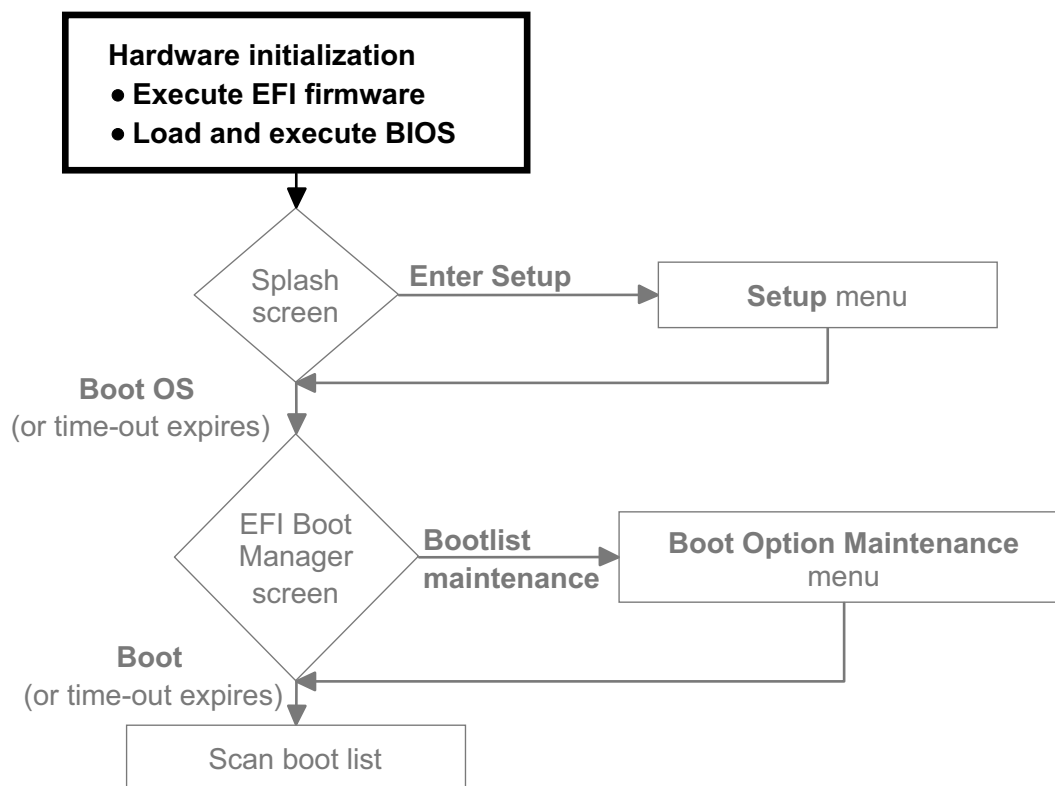 Hardware initialization
● Execute EFI firmware
● Load and execute BIOS
Splash
screen
Enter Setup
Setup menu
Boot OS
(or time-out expires)
EFI Boot
Manager
screen
Bootlist
maintenance
Boot Option Maintenance
menu
Boot
(or time-out expires)
Scan boot list